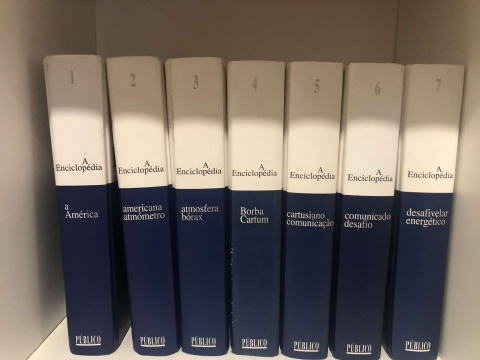 1
A
Enciclopédia
a
América
PÚBLICO
2
A
Enciclopédia
americana
atmómetro
PÚBLICO
3
A
Enciclopédia
atmosfera
bórax
PÚBLICO
4
A
Enciclopédia
Borba
Cartum
PÚBLICO
5
A
Enciclopédia
cartusiano
comunicação
PÚBLICO
6
A
Enciclopédia
comunicado
desafio
PÚBLICO
7
A
Enciclopédia
desafivelar
energético
PÚBLICO